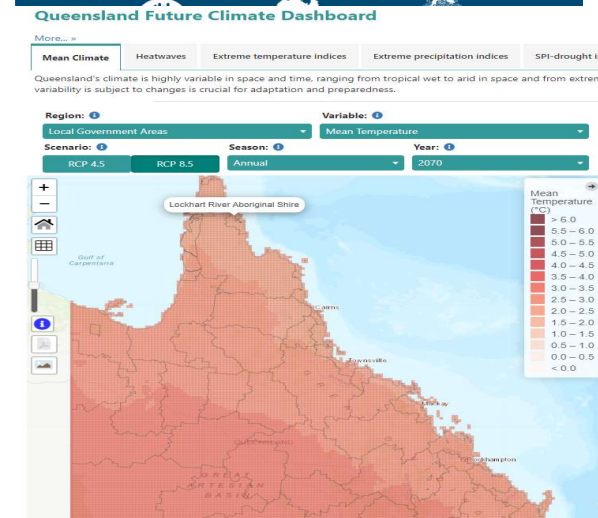 Queensland Future Climate Dashboard
More... »
Mean Climate
Heatwaves
Extreme temperature indices
Extreme precipitation indices
SPI-drought i
Queensland's climate is highly variable in space and time, ranging from tropical wet to arid in space and from extrem
variability is subject to changes is crucial for adaptation and preparedness.
Region:
Variable:
Local Government Areas
Mean Temperature
Scenario:
Season:
Year:
RCP 4.5
RCP 8.5
Annual
2070
+
−
Lockhart River Aboriginal Shire
Gulf of
Carpentaria
Cairns
Townsville
Mackay
Rockhampton
QUEENSLAND
GREAT
ARTESIAN
BASIN
Mean
Temperature
(°C)
> 6.0
5.5 – 6.0
5.0 – 5.5
4.5 – 5.0
4.0 – 4.5
3.5 – 4.0
3.0 – 3.5
2.5 – 3.0
2.0 – 2.5
1.5 – 2.0
1.0 – 1.5
0.5 – 1.0
0.0 – 0.5
< 0.0